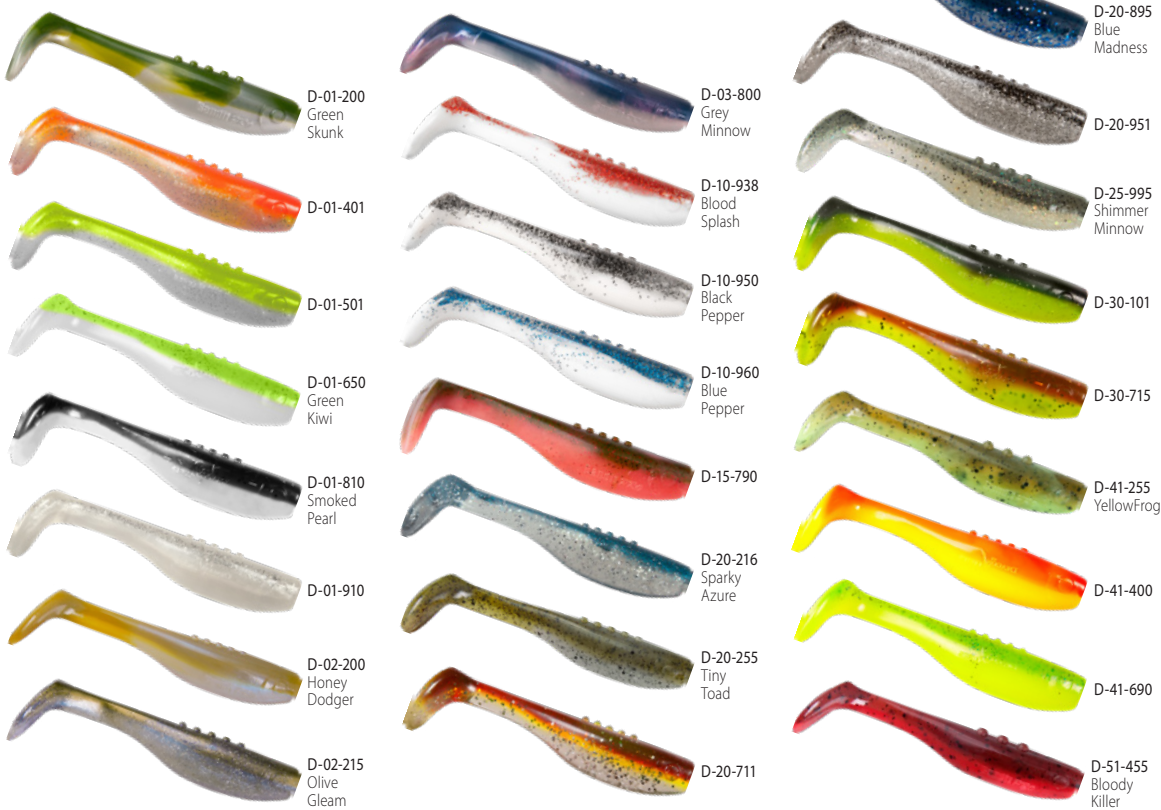 D-01-200
Green
Skunk
D-01-401
D-01-501
D-01-650
Green
Kiwi
D-01-810
Smoked
Pearl
D-01-910
D-02-200
Honey
Dodger
D-02-215
Olive
Gleam
D-03-800
Grey
Minnow
D-10-938
Blood
Splash
D-10-950
Black
Pepper
D-10-960
Blue
Pepper
D-15-790
D-20-216
Sparky
Azure
D-20-255
Tiny
Toad
D-20-711
D-20-895
Blue
Madness
D-20-951
D-25-995
Shimmer
Minnow
D-30-101
D-30-715
D-41-255
YellowFrog
D-41-400
D-41-690
D-51-455
Bloody
Killer